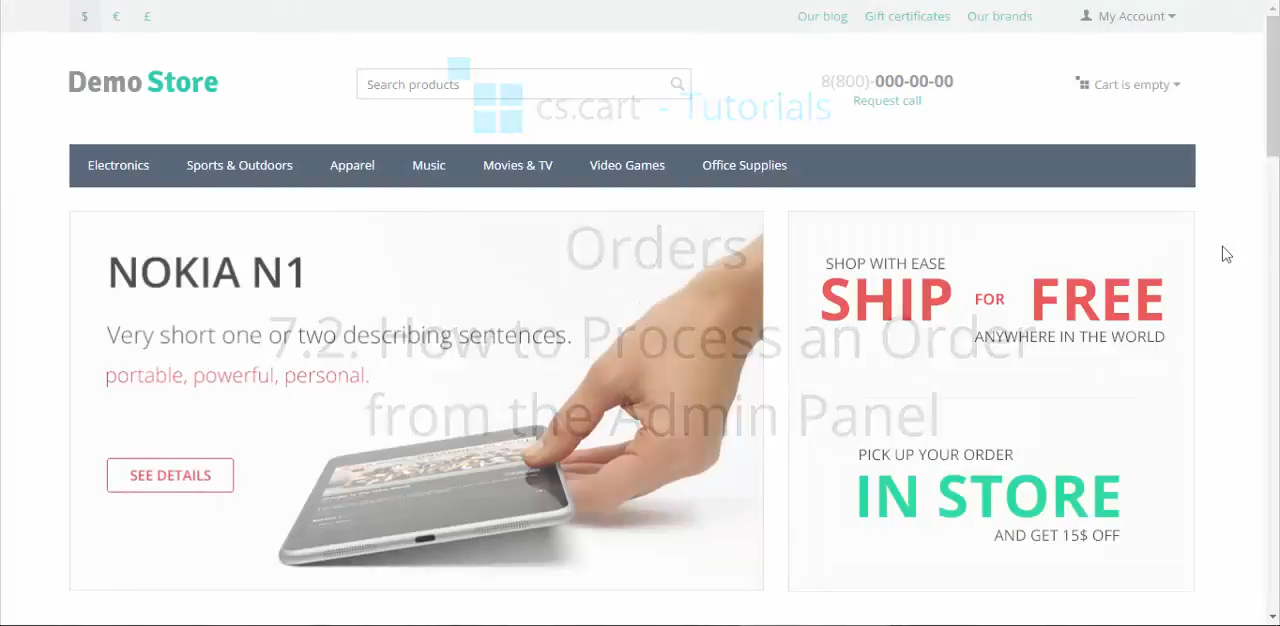 $ € £ Our blog Gift certificates Our brands My Account
Demo Store Search products 8(800)-000-00-00 Cart is empty
Request call
cs.cart - Tutorials
Electronics Sports & Outdoors Apparel Music Movies & TV Video Games Office Supplies
Orders
7.2. How to Process an Order
from the Admin Panel
NOKIA N1
Very short one or two describing sentences.
portable, powerful, personal.
SEE DETAILS
SHOP WITH EASE
SHIP FOR FREE
ANYWHERE IN THE WORLD
PICK UP YOUR ORDER
IN STORE
AND GET 15$ OFF